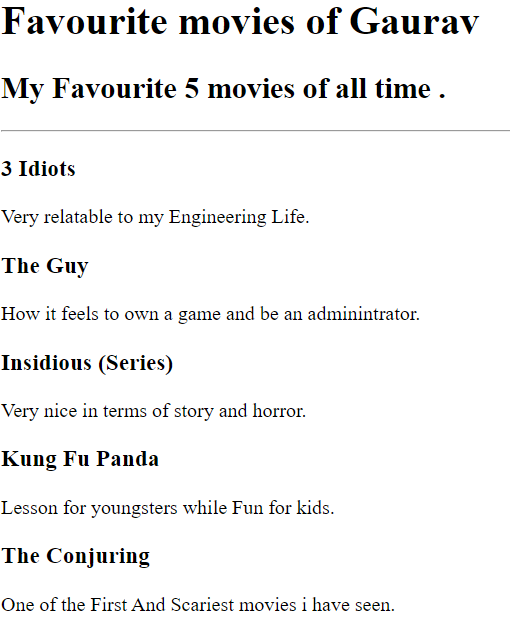 Favourite movies of Gaurav
My Favourite 5 movies of all time .
3 Idiots
Very relatable to my Engineering Life.
The Guy
How it feels to own a game and be an adminintrator.
Insidious (Series)
Very nice in terms of story and horror.
Kung Fu Panda
Lesson for youngsters while Fun for kids.
The Conjuring
One of the First And Scariest movies i have seen.